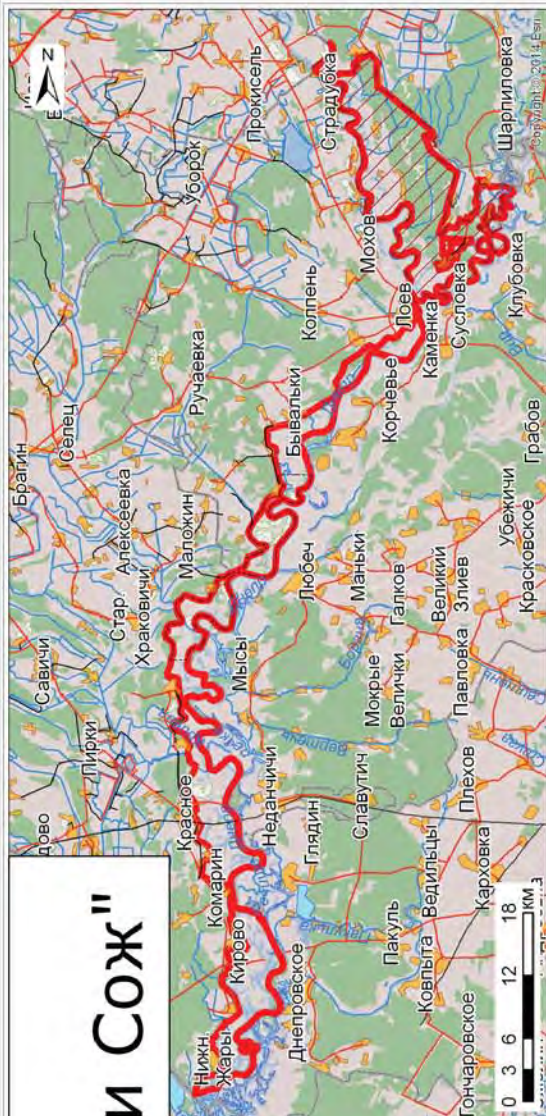 и Сож"
N
Брагин
Селец
Савичи
Пирки
Стар.
Храковичи
Алексеевка
Маложин
Ручаевка
Уборок
Прокисель
Колпень
Страдубка
Мохов
Лоев
Бывальки
Красное
Комарин
Кирово
Нижн.
Жары
Мысы
Неданчичи
Любеч
Корчевье
Каменка
Сусловка
Клубовка
Шарпиловка
Днепровское
Глядин
Славутич
Мокрые
Велички
Маньки
Галков
Великий
Злиев
Павловка
Убежичи
Красковское
Грабов
Плехов
Пакуль
Ведильцы
Ковпыта
Карховка
0 3 6 12 18
КМ
Copyright:© 2014 Esri